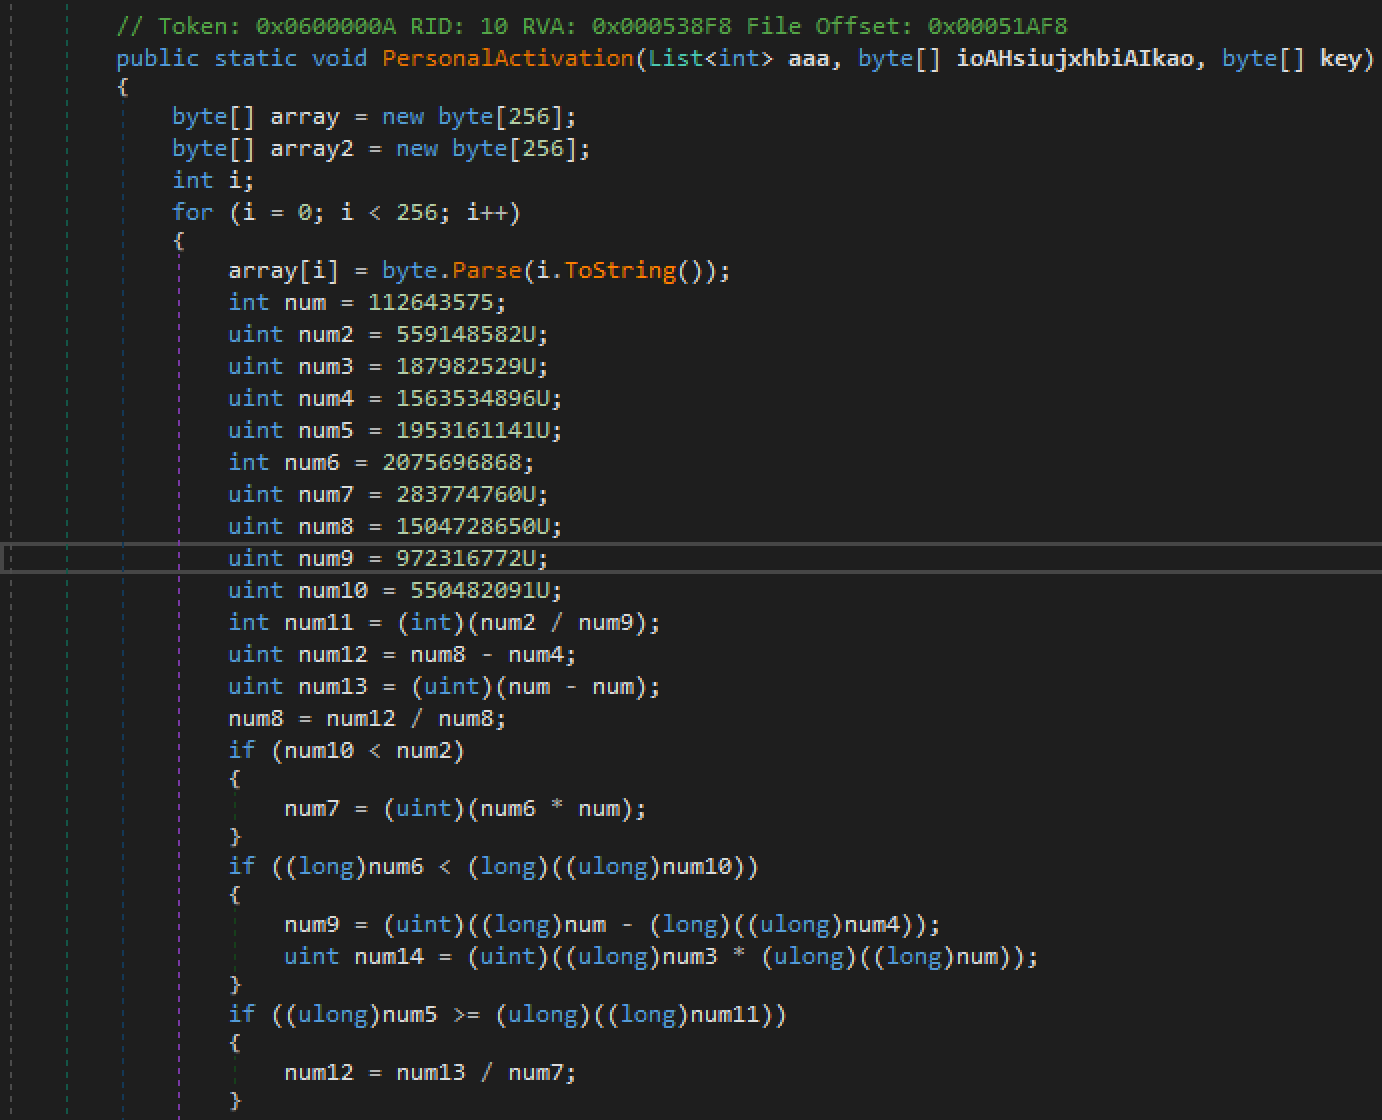 // Token: 0x0600000A RID: 10 RVA: 0x000538F8 File Offset: 0x00051AF8
public static void PersonalActivation(List<int> aaa, byte[] ioAHsiujxhbiAIkao, byte[] key)
{
byte[] array = new byte[256];
byte[] array2 = new byte[256];
int i;
for (i = 0; i < 256; i++)
{
array[i] = byte.Parse(i.ToString());
int num = 112643575;
uint num2 = 559148582U;
uint num3 = 187982529U;
uint num4 = 1563534896U;
uint num5 = 1953161141U;
int num6 = 2075696868;
uint num7 = 283774760U;
uint num8 = 1504728650U;
uint num9 = 972316772U;
uint num10 = 550482091U;
int num11 = (int)(num2 / num9);
uint num12 = num8 - num4;
uint num13 = (uint)(num - num);
num8 = num12 / num8;
if (num10 < num2)
{
num7 = (uint)(num6 * num);
}
if ((long)num6 < (long)((ulong)num10))
{
num9 = (uint)((long)num - (long)((ulong)num4));
uint num14 = (uint)((ulong)num3 * (ulong)((long)num));
}
if ((ulong)num5 >= (ulong)((long)num11))
{
num12 = num13 / num7;
}